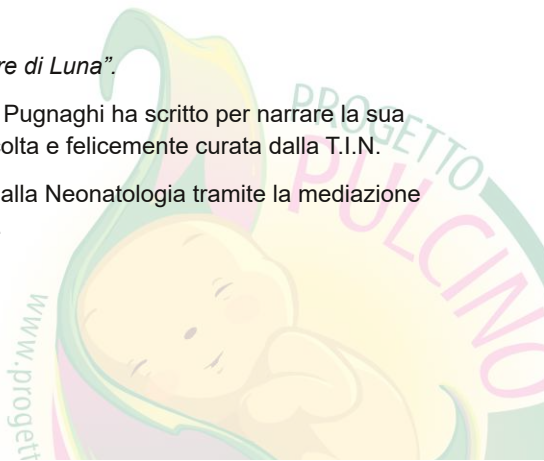 re di Luna”.
Pugnaghi ha scritto per narrare la sua
olta e felicemente curata dalla T.I.N.
alla Neonatologia tramite la mediazione
PROGETTO
PULCINO
www.progett